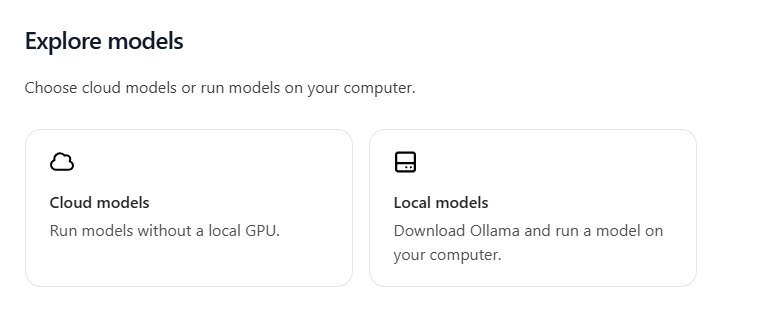 Explore models
Choose cloud models or run models on your computer.
Cloud models
Run models without a local GPU.
Local models
Download Ollama and run a model on
your computer.